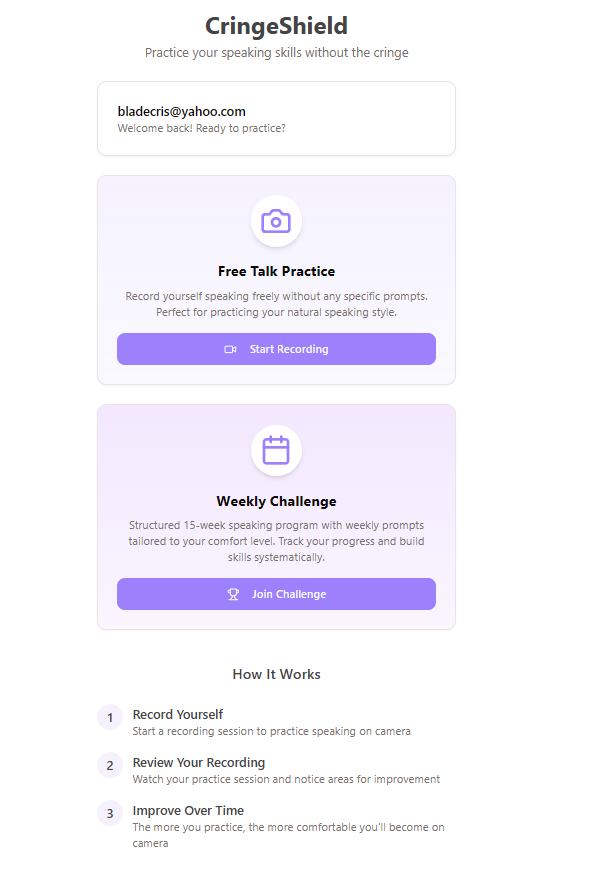 CringeShield
Practice your speaking skills without the cringe
bladecris@yahoo.com
Welcome back! Ready to practice?
Free Talk Practice
Record yourself speaking freely without any specific prompts.
Perfect for practicing your natural speaking style.
Start Recording
Weekly Challenge
Structured 15-week speaking program with weekly prompts
tailored to your comfort level. Track your progress and build
skills systematically.
Join Challenge
How It Works
1
Record Yourself
Start a recording session to practice speaking on camera
2
Review Your Recording
Watch your practice session and notice areas for improvement
3
Improve Over Time
The more you practice, the more comfortable you'll become on
camera